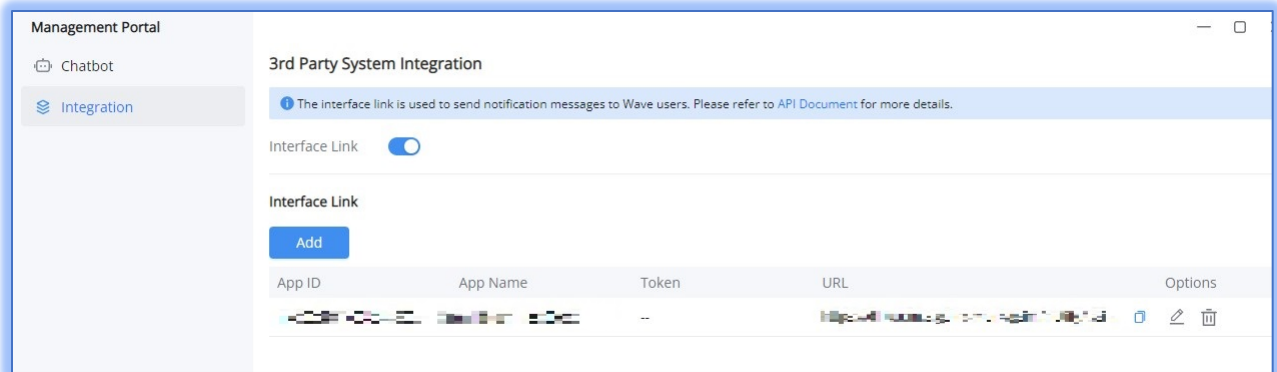 Management Portal
Chatbot
Integration
3rd Party System Integration
The interface link is used to send notification messages to Wave users. Please refer to API Document for more details.
Interface Link
Interface Link
Add
App ID App Name Token URL Options
--